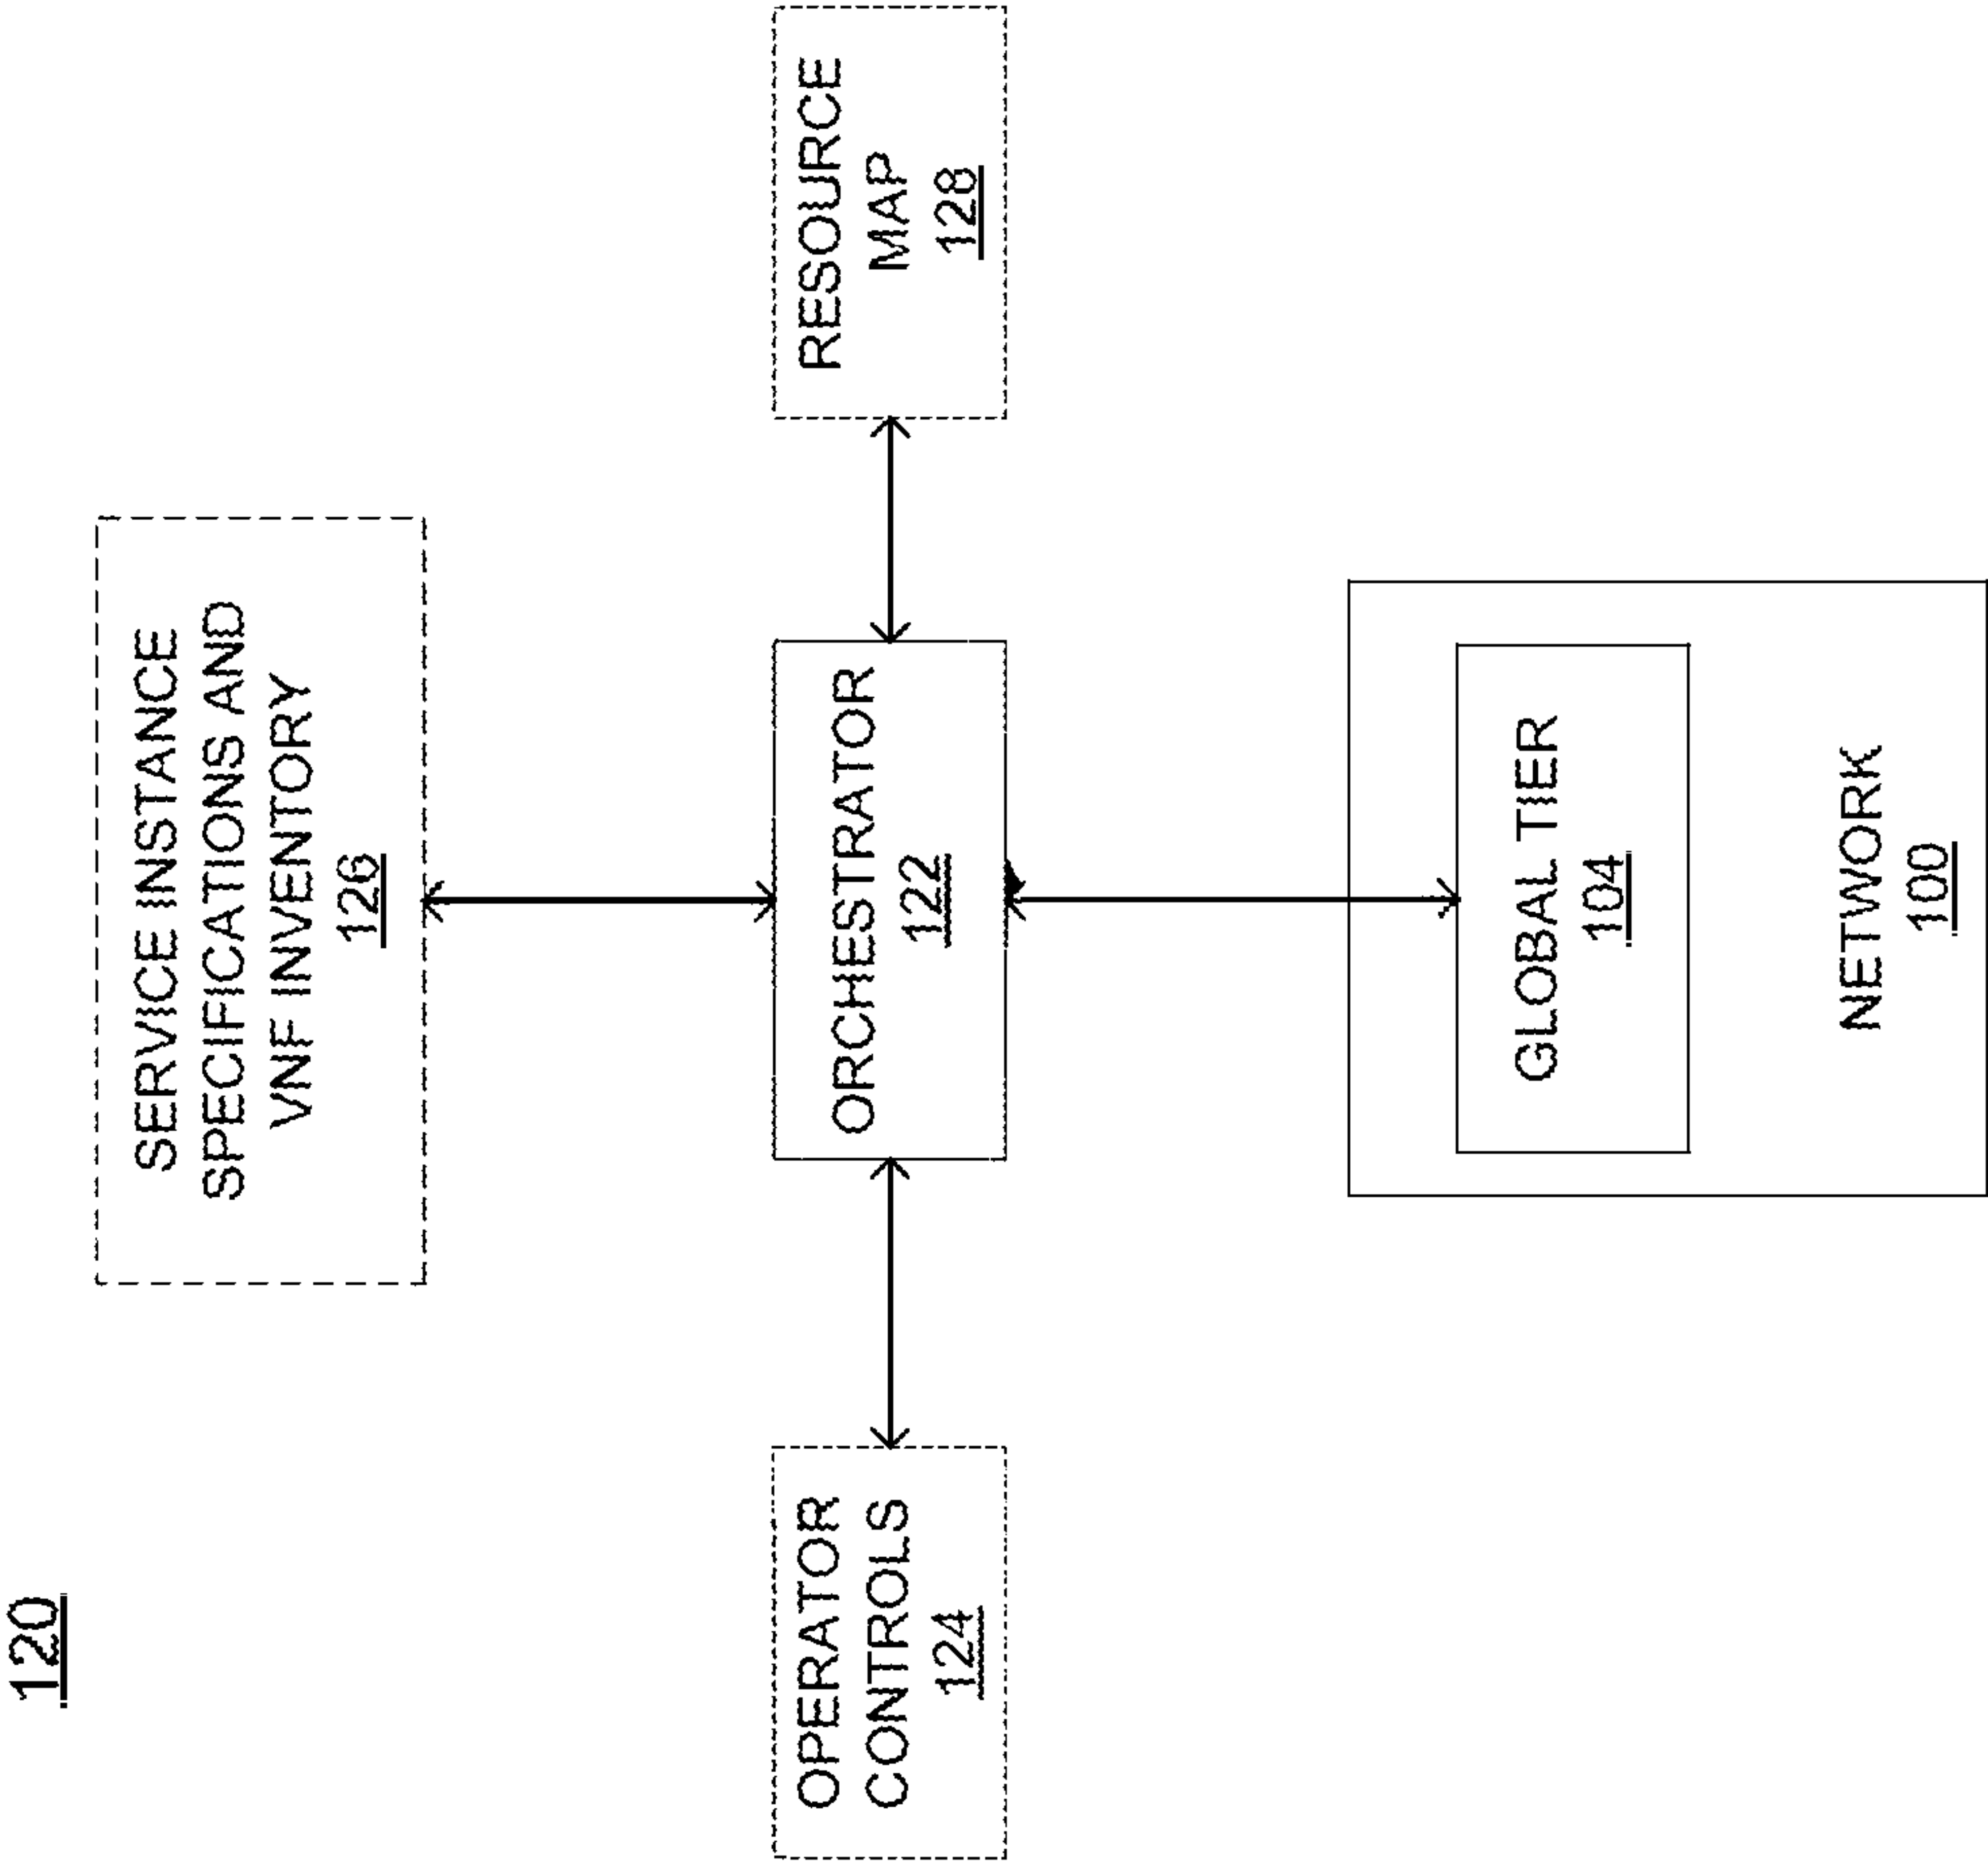 120
SERVICE INSTANCE
SPECIFICATIONS AND
VNF INVENTORY
126
OPERATOR
CONTROLS
124
ORCHESTRATOR
122
RESOURCE
MAP
128
GLOBAL TIER
104
NETWORK
100